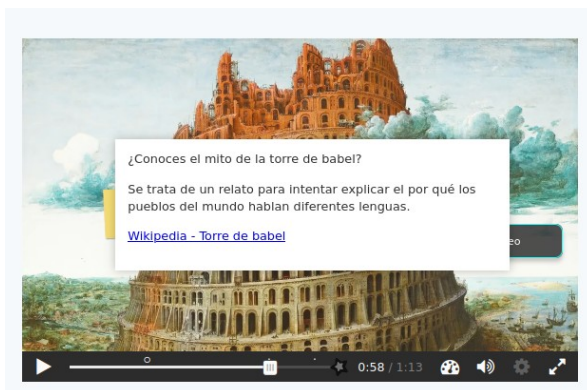 ¿Conoces el mito de la torre de babel?
Se trata de un relato para intentar explicar el por qué los
pueblos del mundo hablan diferentes lenguas.
Wikipedia - Torre de babel
0:58 / 1:13